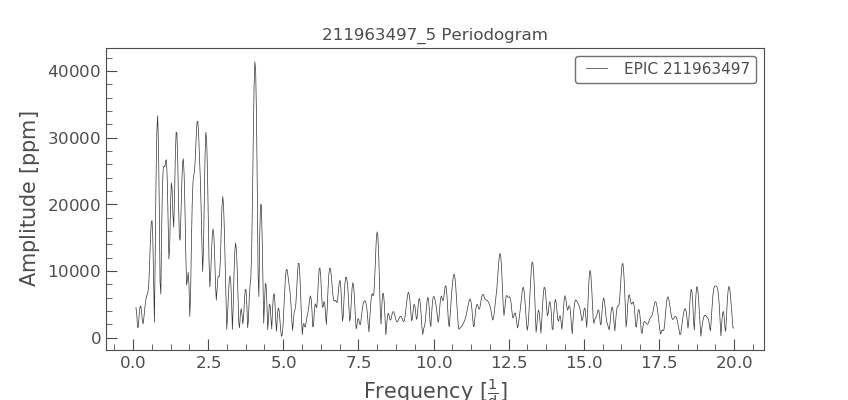 211963497_5 Periodogram
EPIC 211963497
Amplitude [ppm]
40000
30000
20000
10000
0
0.0 2.5 5.0 7.5 10.0 12.5 15.0 17.5 20.0
Frequency [1/d]